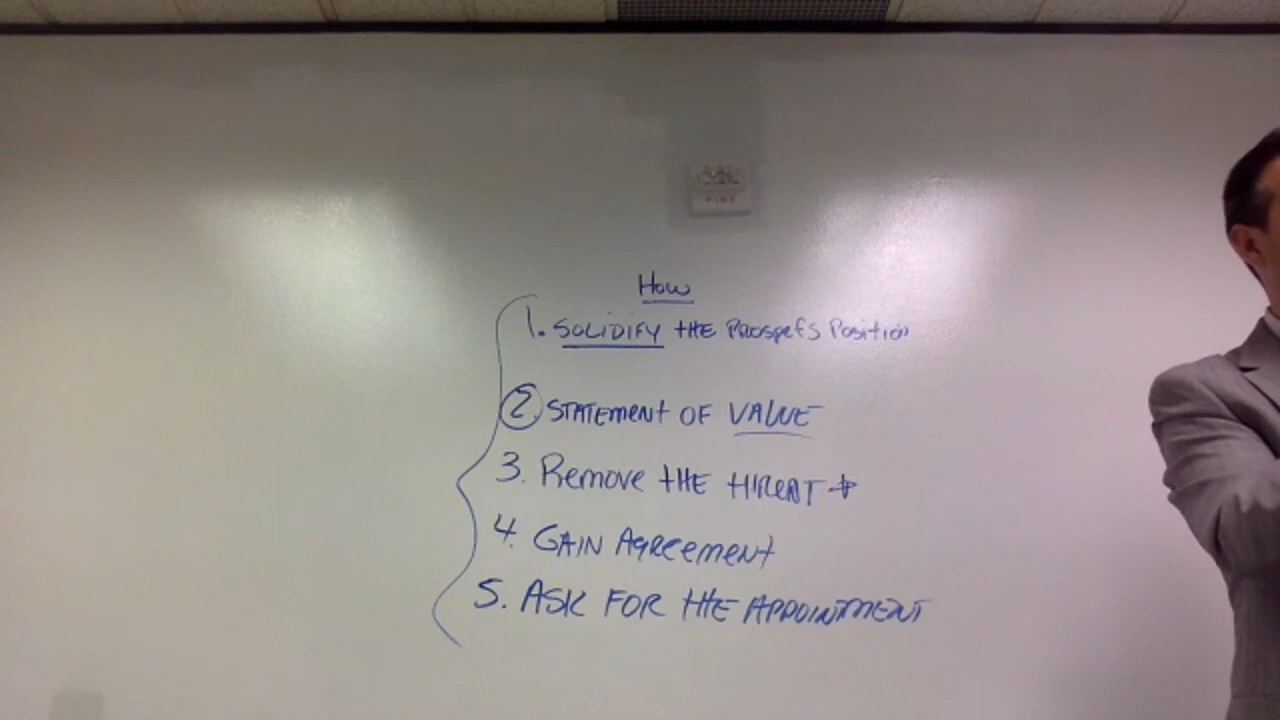 How
1. SOLIDIFY THE PROSPECTS Position
2. STATEMENT OF VALUE
3. Remove THE THREAT
4. GAIN AGREEMENT
5. ASK FOR THE APPOINTMENT
FIRE